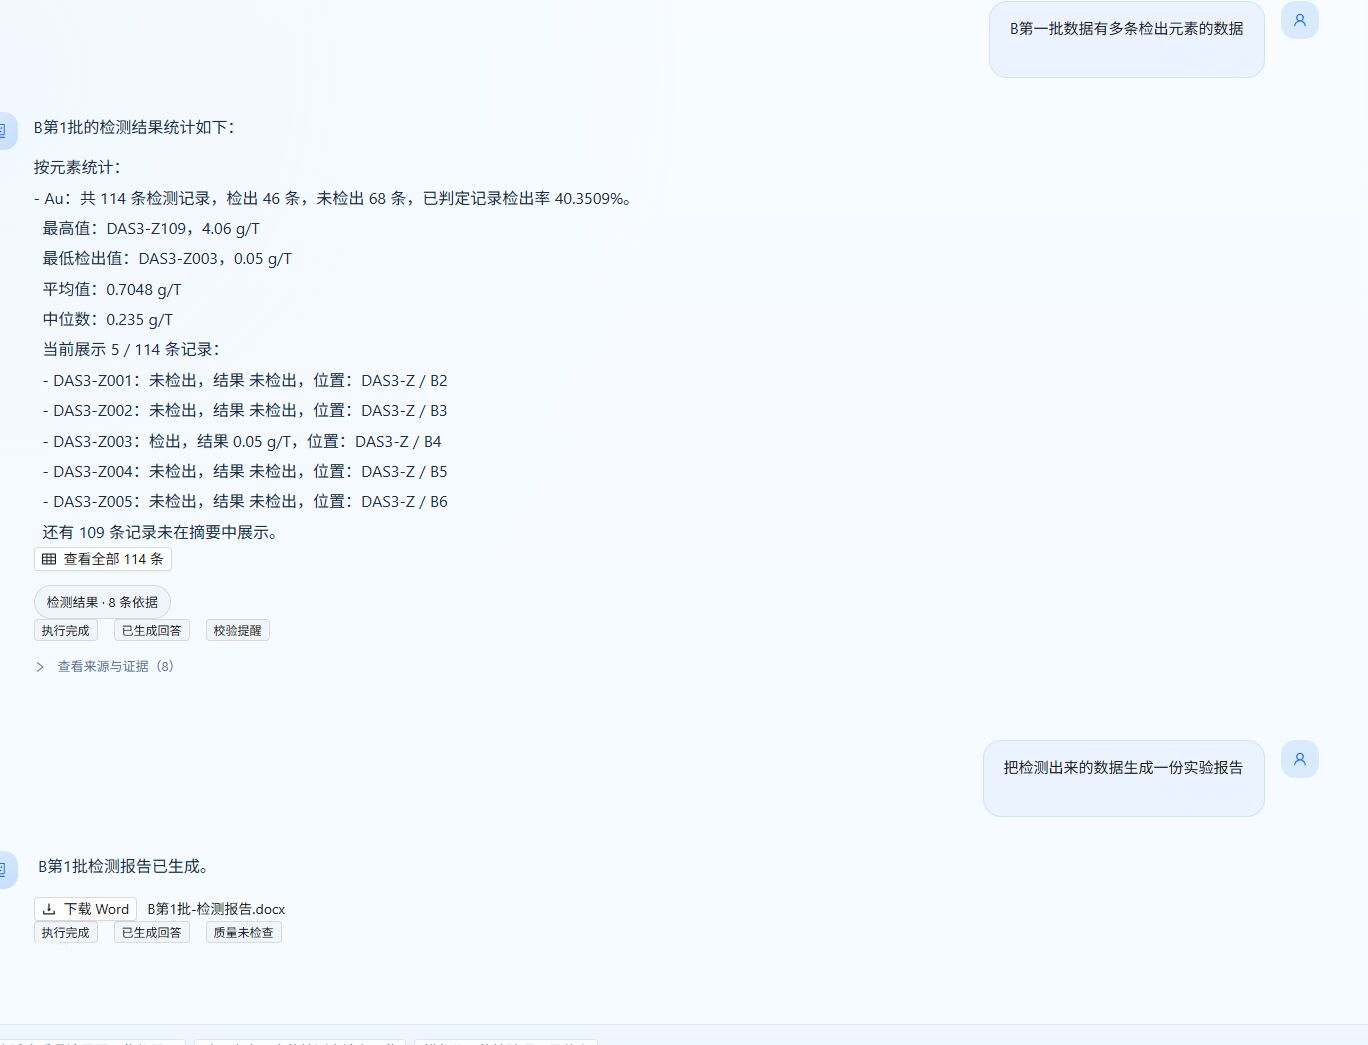 B第一批数据有多条检出元素的数据
B第1批的检测结果统计如下：
按元素统计：
- Au：共 114 条检测记录，检出 46 条，未检出 68 条，已判定记录检出率 40.3509%。
最高值：DAS3-Z109，4.06 g/T
最低检出值：DAS3-Z003，0.05 g/T
平均值：0.7048 g/T
中位数：0.235 g/T
当前展示 5 / 114 条记录：
- DAS3-Z001：未检出，结果 未检出，位置：DAS3-Z / B2
- DAS3-Z002：未检出，结果 未检出，位置：DAS3-Z / B3
- DAS3-Z003：检出，结果 0.05 g/T，位置：DAS3-Z / B4
- DAS3-Z004：未检出，结果 未检出，位置：DAS3-Z / B5
- DAS3-Z005：未检出，结果 未检出，位置：DAS3-Z / B6
还有 109 条记录未在摘要中展示。
查看全部 114 条
检测结果 · 8 条依据
执行完成 已生成回答 校验提醒
查看来源与证据（8）
把检测出来的数据生成一份实验报告
B第1批检测报告已生成。
下载 Word B第1批-检测报告.docx
执行完成 已生成回答 质量未检查